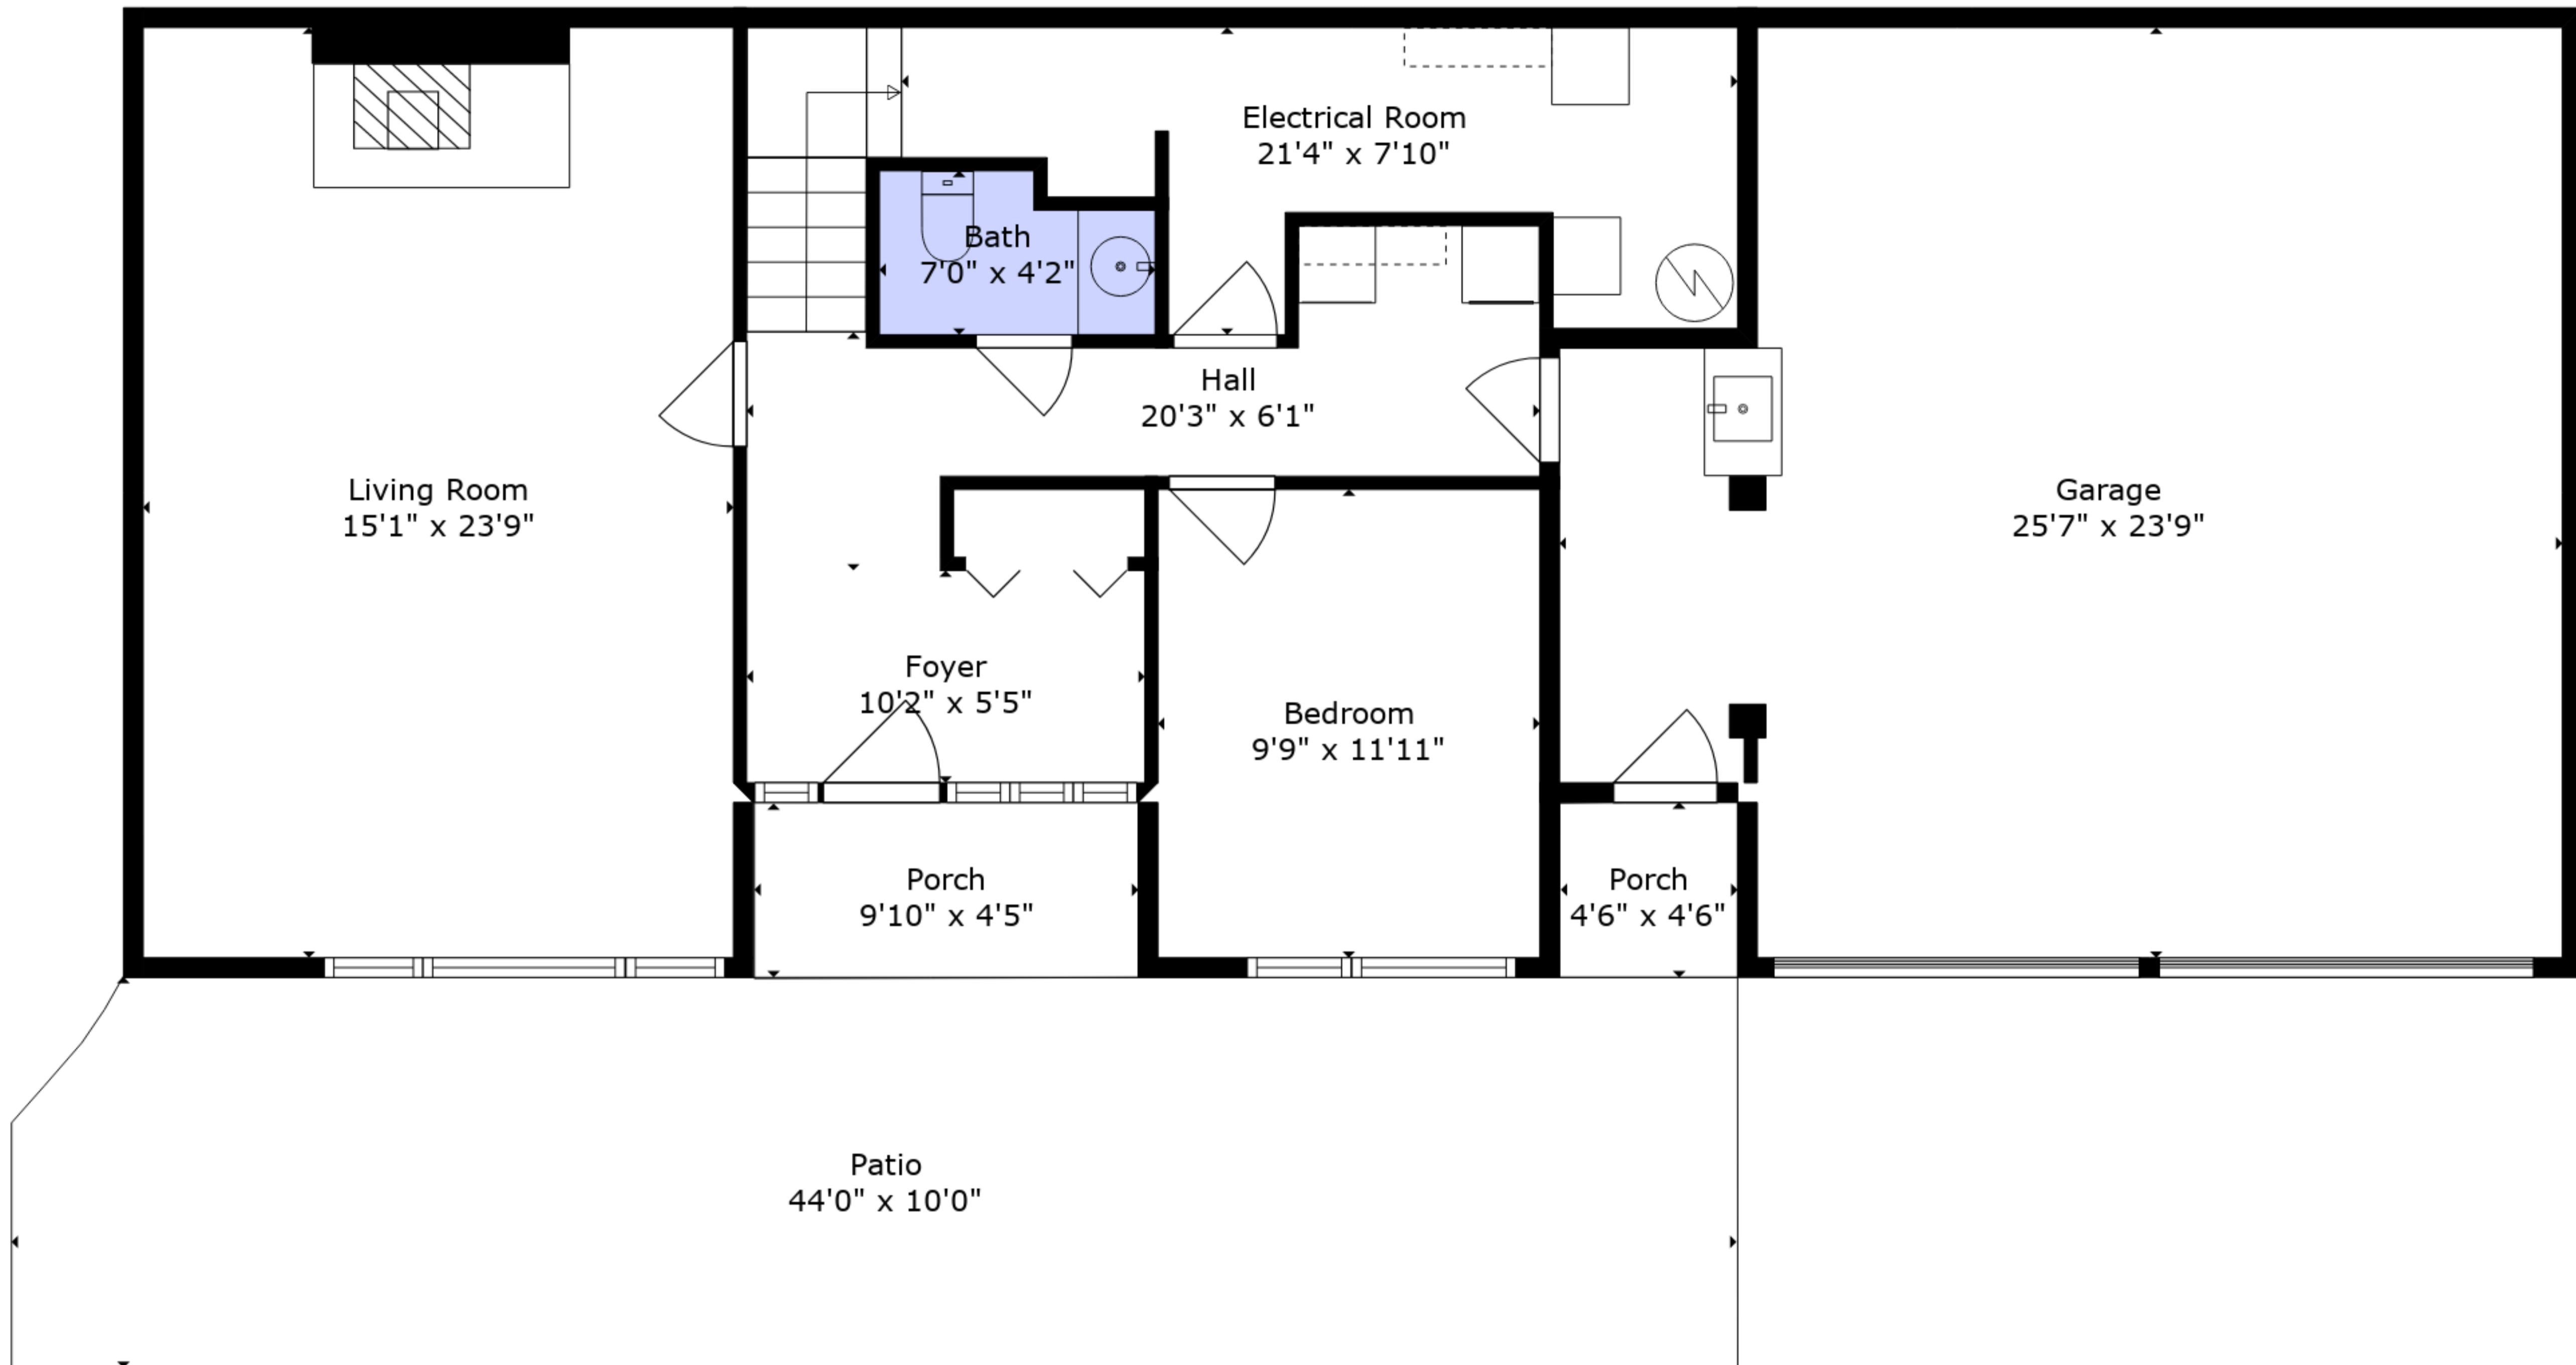 Electrical Room
21'4" x 7'10"
Bath
7'0" x 4'2"
Hall
20'3" x 6'1"
Living Room
15'1" x 23'9"
Garage
25'7" x 23'9"
Foyer
10'2" x 5'5"
Bedroom
9'9" x 11'11"
Porch
9'10" x 4'5"
Porch
4'6" x 4'6"
Patio
44'0" x 10'0"